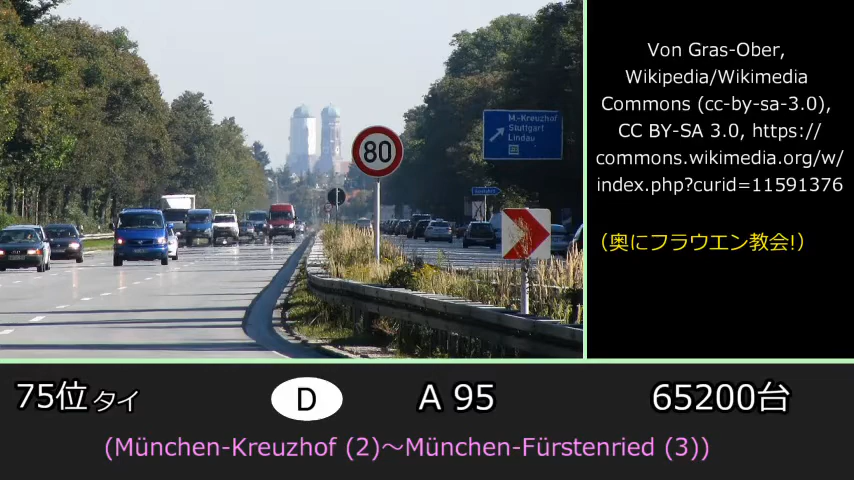 Von Gras-Ober,
Wikipedia/Wikimedia
Commons (cc-by-sa-3.0),
CC BY-SA 3.0, https://
commons.wikimedia.org/w/
index.php?curid=11591376
(奥にフラウエン教会!)
80
M.-Kreuzhof
Stuttgart
Lindau
75位 タイ
D
A 95
65200台
(München-Kreuzhof (2)～München-Fürstenried (3))